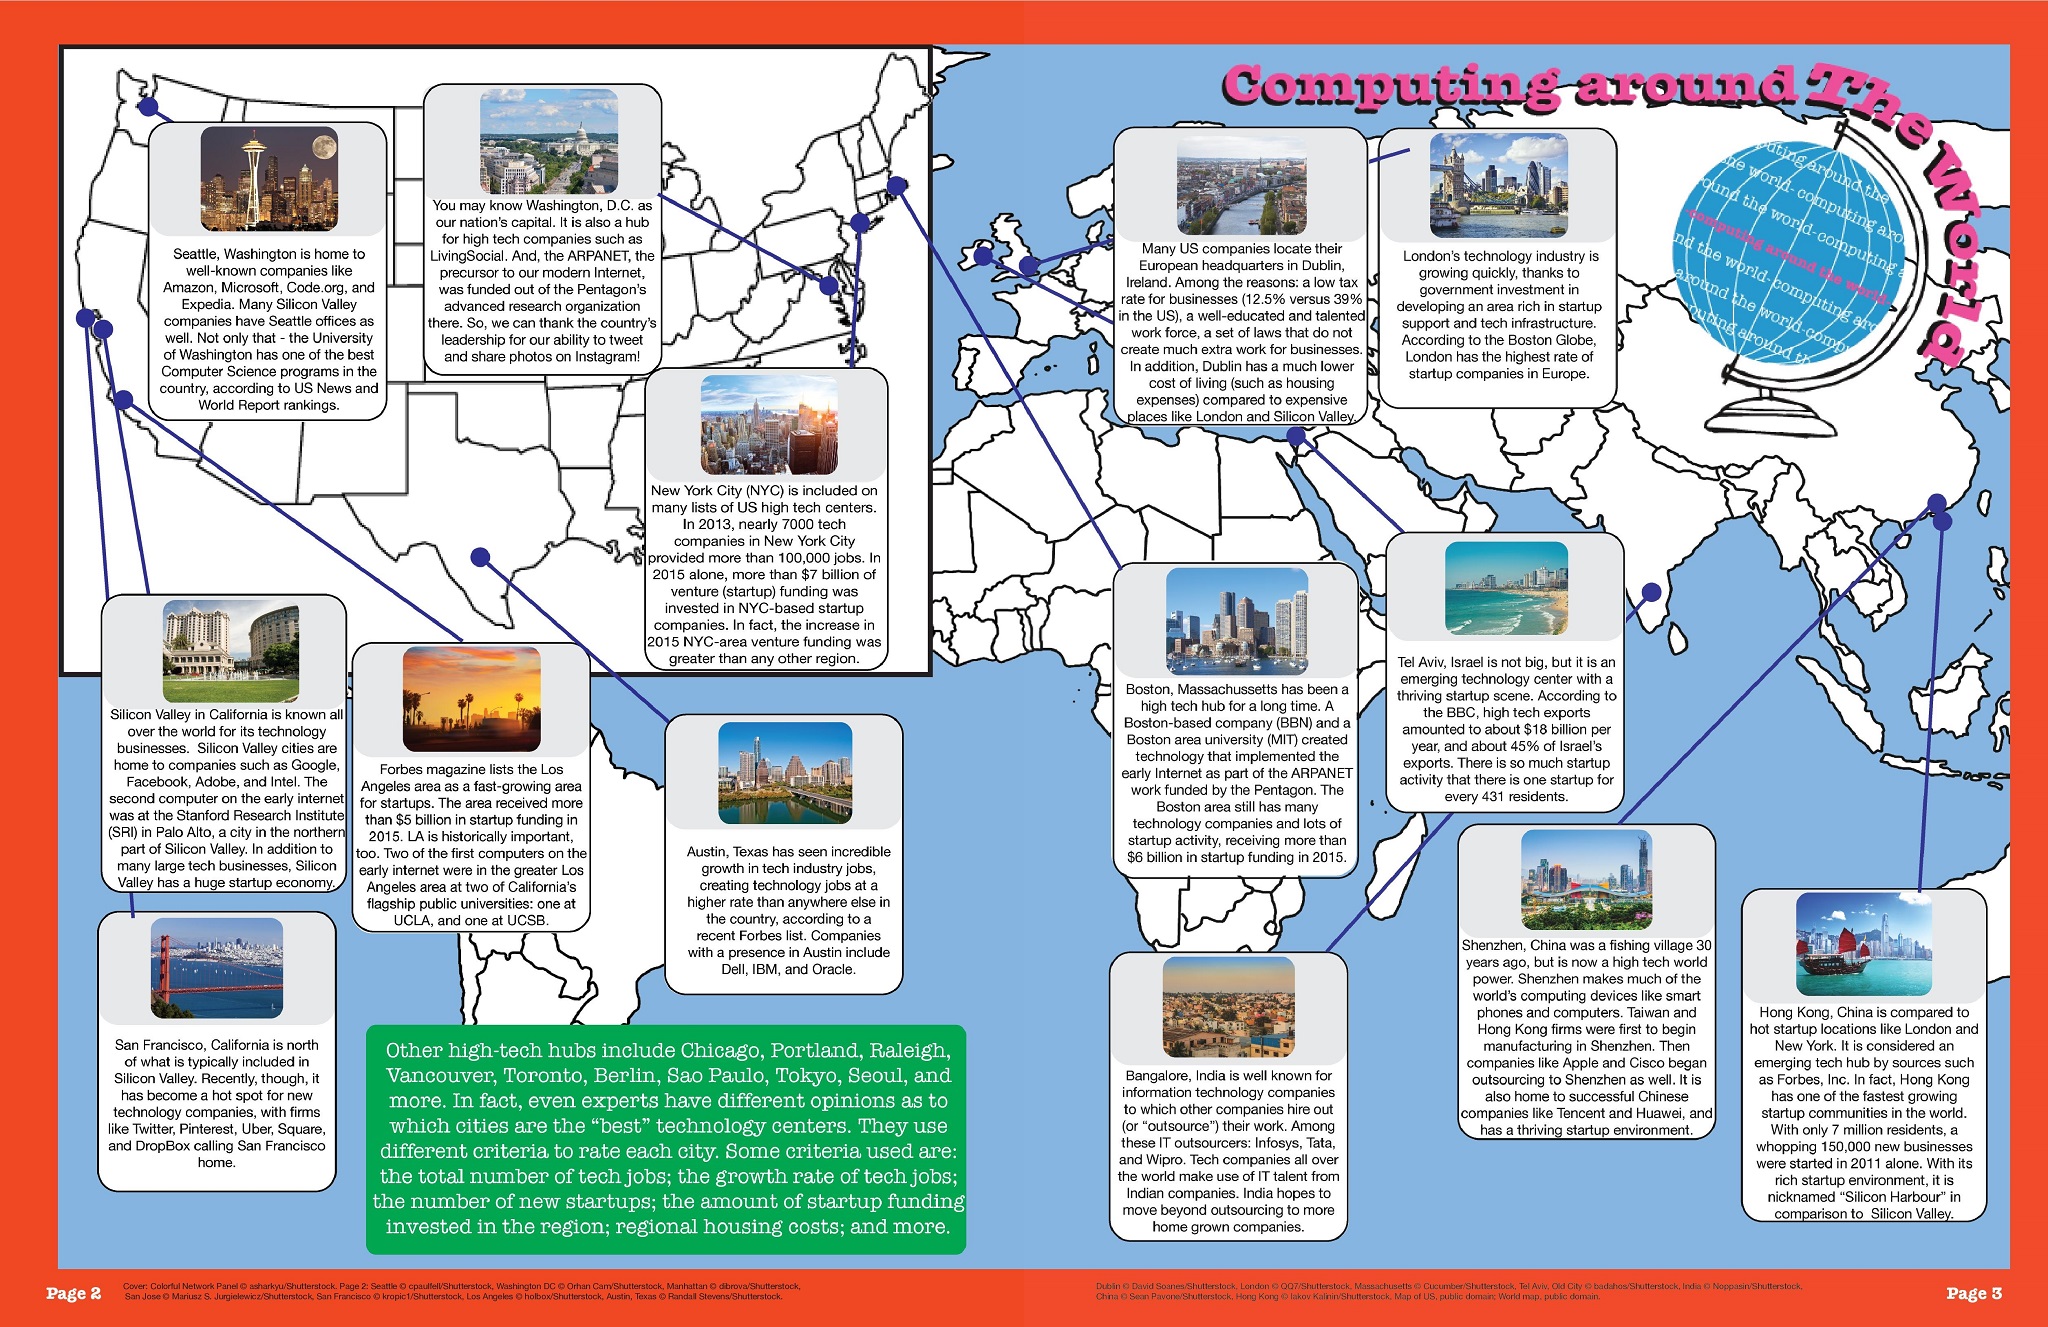 Computing around The World
Seattle, Washington is home to
well-known companies like
Amazon, Microsoft, Code.org, and
Expedia. Many Silicon Valley
companies have Seattle offices as
well. Not only that - the University
of Washington has one of the best
Computer Science programs in the
country, according to US News and
World Report rankings.
You may know Washington, D.C. as
our nation's capital. It is also a hub
for high tech companies such as
LivingSocial. And, the ARPANET, the
precursor to our modern Internet,
was funded out of the Pentagon's
advanced research organization
there. So, we can thank the country's
leadership for our ability to tweet
and share photos on Instagram!
New York City (NYC) is included on
many lists of US high tech centers.
In 2013, nearly 7000 tech
companies in New York City
provided more than 100,000 jobs. In
2015 alone, more than $7 billion of
venture (startup) funding was
invested in NYC-based startup
companies. In fact, the increase in
2015 NYC-area venture funding was
greater than any other region.
Silicon Valley in California is known all
over the world for its technology
businesses. Silicon Valley cities are
home to companies such as Google,
Facebook, Adobe, and Intel. The
second computer on the early internet
was at the Stanford Research Institute
(SRI) in Palo Alto, a city in the northern
part of Silicon Valley. In addition to
many large tech businesses, Silicon
Valley has a huge startup economy.
Forbes magazine lists the Los
Angeles area as a fast-growing area
for startups. The area received more
than $5 billion in startup funding in
2015. LA is historically important,
too. Two of the first computers on the
early internet were in the greater Los
Angeles area at two of California's
flagship public universities: one at
UCLA, and one at UCSB.
Austin, Texas has seen incredible
growth in tech industry jobs,
creating technology jobs at a
higher rate than anywhere else in
the country, according to a
recent Forbes list. Companies
with a presence in Austin include
Dell, IBM, and Oracle.
San Francisco, California is north
of what is typically included in
Silicon Valley. Recently, though, it
has become a hot spot for new
technology companies, with firms
like Twitter, Pinterest, Uber, Square,
and DropBox calling San Francisco
home.
Other high-tech hubs include Chicago, Portland, Raleigh,
Vancouver, Toronto, Berlin, Sao Paulo, Tokyo, Seoul, and
more. In fact, even experts have different opinions as to
which cities are the “best” technology centers. They use
different criteria to rate each city. Some criteria used are:
the total number of tech jobs; the growth rate of tech jobs;
the number of new startups; the amount of startup funding
invested in the region; regional housing costs; and more.
Many US companies locate their
European headquarters in Dublin,
Ireland. Among the reasons: a low tax
rate for businesses (12.5% versus 39%
in the US), a well-educated and talented
work force, a set of laws that do not
create much extra work for businesses.
In addition, Dublin has a much lower
cost of living (such as housing
expenses) compared to expensive
places like London and Silicon Valley.
London's technology industry is
growing quickly, thanks to
government investment in
developing an area rich in startup
support and tech infrastructure.
According to the Boston Globe,
London has the highest rate of
startup companies in Europe.
puting around the
the world- computing aro
ound the world-computing aro
-computing around the world-
nd the world-computing a
around the world-computing aro
around the world-comp
puting around th
Boston, Massachussetts has been a
high tech hub for a long time. A
Boston-based company (BBN) and a
Boston area university (MIT) created
technology that implemented the
early Internet as part of the ARPANET
work funded by the Pentagon. The
Boston area still has many
technology companies and lots of
startup activity, receiving more than
$6 billion in startup funding in 2015.
Tel Aviv, Israel is not big, but it is an
emerging technology center with a
thriving startup scene. According to
the BBC, high tech exports
amounted to about $18 billion per
year, and about 45% of Israel's
exports. There is so much startup
activity that there is one startup for
every 431 residents.
Bangalore, India is well known for
information technology companies
to which other companies hire out
(or “outsource”) their work. Among
these IT outsourcers: Infosys, Tata,
and Wipro. Tech companies all over
the world make use of IT talent from
Indian companies. India hopes to
move beyond outsourcing to more
home grown companies.
Shenzhen, China was a fishing village 30
years ago, but is now a high tech world
power. Shenzhen makes much of the
world's computing devices like smart
phones and computers. Taiwan and
Hong Kong firms were first to begin
manufacturing in Shenzhen. Then
companies like Apple and Cisco began
outsourcing to Shenzhen as well. It is
also home to successful Chinese
companies like Tencent and Huawei, and
has a thriving startup environment.
Hong Kong, China is compared to
hot startup locations like London and
New York. It is considered an
emerging tech hub by sources such
as Forbes, Inc. In fact, Hong Kong
has one of the fastest growing
startup communities in the world.
With only 7 million residents, a
whopping 150,000 new businesses
were started in 2011 alone. With its
rich startup environment, it is
nicknamed “Silicon Harbour” in
comparison to Silicon Valley.
Page 2
Cover: Colorful Network Panel © asharkyu/Shutterstock, Page 2: Seattle © cpaulfell/Shutterstock, Washington DC © Orhan Cam/Shutterstock, Manhattan © dibrova/Shutterstock,
San Jose © Mariusz S. Jurgielewicz/Shutterstock, San Francisco © kropic1/Shutterstock, Los Angeles © holbox/Shutterstock, Austin, Texas © Randall Stevens/Shutterstock.
Dublin © David Soanes/Shutterstock, London © QQ7/Shutterstock, Massachusetts © Cucumber/Shutterstock, Tel Aviv, Old City © badahos/Shutterstock, India © Noppasin/Shutterstock,
China © Sean Pavone/Shutterstock, Hong Kong © Iakov Kalinin/Shutterstock, Map of US, public domain; World map, public domain.
Page 3